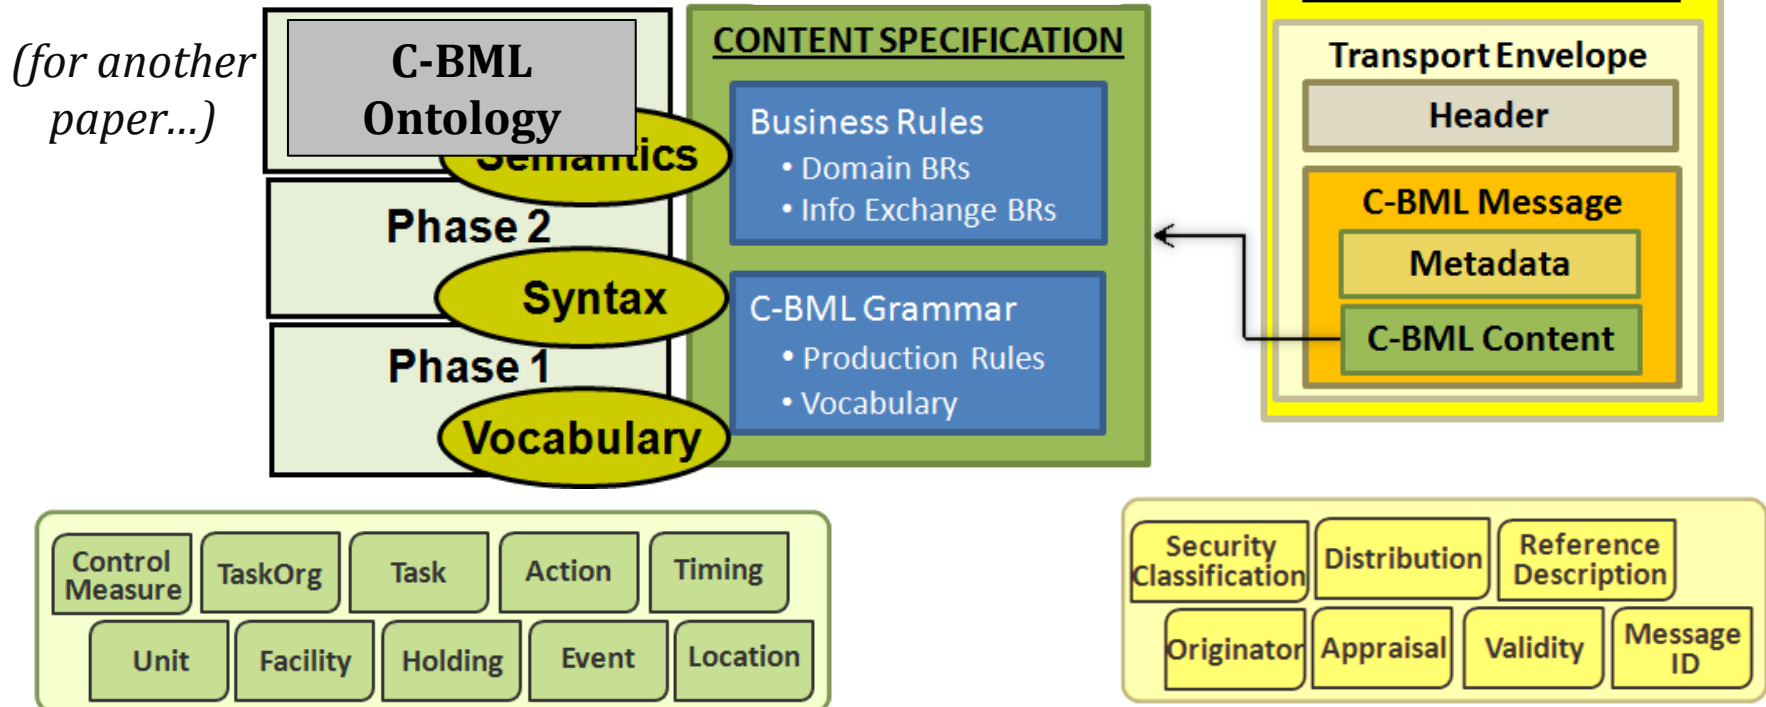 (for another
paper...)
C-BML
Ontology
Semantics
Phase 2
Syntax
Phase 1
Vocabulary
CONTENT SPECIFICATION
Business Rules
• Domain BRs
• Info Exchange BRs
C-BML Grammar
• Production Rules
• Vocabulary
Transport Envelope
Header
C-BML Message
Metadata
C-BML Content
Control
Measure
TaskOrg
Task
Action
Timing
Unit
Facility
Holding
Event
Location
Security
Classification
Distribution
Reference
Description
Originator
Appraisal
Validity
Message
ID